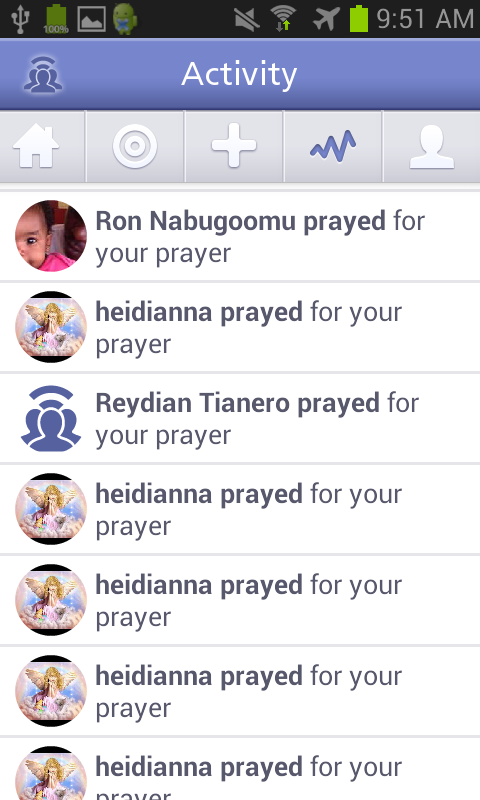 100%
9:51 AM
Activity
Ron Nabugoomu prayed for
your prayer
heidianna prayed for your
prayer
Reydian Tianero prayed for
your prayer
heidianna prayed for your
prayer
heidianna prayed for your
prayer
heidianna prayed for your
prayer
heidianna prayed for your
prayer